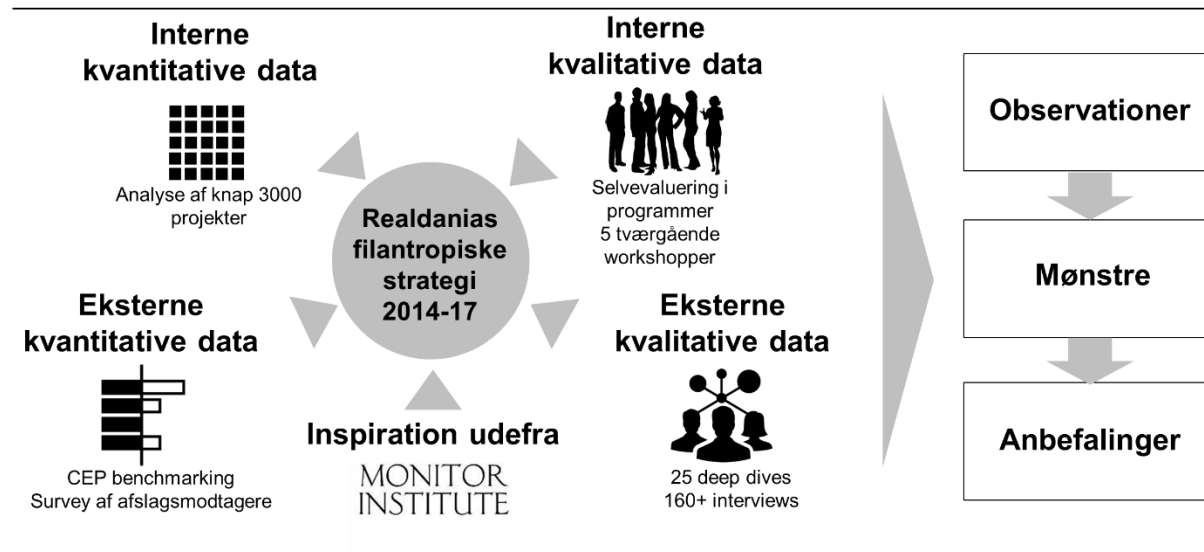 Interne
kvantitative data
Analyse af knap 3000
projekter
Interne
kvalitative data
Selvevaluering i
programmer
5 tværgående
workshopper
Realdanias
filantropiske
strategi
2014-17
Eksterne
kvantitative data
CEP benchmarking
Survey af afslagsmodtagere
Inspiration udefra
MONITOR
INSTITUTE
Eksterne
kvalitative data
25 deep dives
160+ interviews
Observationer
Mønstre
Anbefalinger